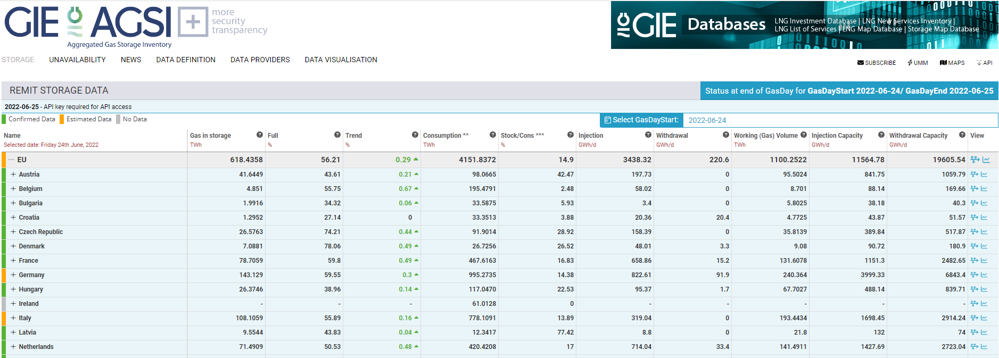 GIE AGSI + more
security
transparency
Aggregated Gas Storage Inventory
GIE Databases LNG Investment Database | LNG New Services Inventory |
LNG List of Services | LNG Map Database | Storage Map Database
STORAGE UNAVAILABILITY NEWS DATA DEFINITION DATA PROVIDERS DATA VISUALISATION
SUBSCRIBE UMM MAPS API
REMIT STORAGE DATA Status at end of GasDay for GasDayStart 2022-06-24/ GasDayEnd 2022-06-25
2022-06-25 - API key required for API access
Confirmed Data Estimated Data No Data Select GasDayStart: 2022-06-24
Name Gas in storage ? Full ? Trend ? Consumption ** ? Stock/Cons *** ? Injection ? Withdrawal ? Working (Gas) Volume ? Injection Capacity ? Withdrawal Capacity ? View
Selected date: Friday 24th June, 2022 TWh % % TWh % GWh/d GWh/d TWh GWh/d GWh/d
— EU 618.4358 56.21 0.29 4151.8372 14.9 3438.32 220.6 1100.2522 11564.78 19605.54
+ Austria 41.6449 43.61 0.21 98.0665 42.47 197.73 0 95.5024 841.75 1059.79
+ Belgium 4.851 55.75 0.67 195.4791 2.48 58.02 0 8.701 88.14 169.66
+ Bulgaria 1.9916 34.32 0.06 33.5875 5.93 3.4 0 5.8025 38.18 40.3
+ Croatia 1.2952 27.14 0 33.3513 3.88 20.36 20.4 4.7725 43.87 51.57
+ Czech Republic 26.5763 74.21 0.44 91.9014 28.92 158.39 0 35.8139 389.84 517.87
+ Denmark 7.0881 78.06 0.49 26.7256 26.52 48.01 3.3 9.08 90.72 180.9
+ France 78.7059 59.8 0.49 467.6163 16.83 658.86 15.2 131.6078 1151.3 2482.65
+ Germany 143.129 59.55 0.3 995.2735 14.38 822.61 91.9 240.364 3999.33 6843.4
+ Hungary 26.3746 38.96 0.14 117.0470 22.53 95.37 1.7 67.7027 488.14 839.71
+ Ireland - - - 61.0128 0 - - - - -
+ Italy 108.1059 55.89 0.16 778.1091 13.89 319.04 0 193.4434 1698.45 2914.24
+ Latvia 9.5544 43.83 0.04 12.3417 77.42 8.8 0 21.8 132 74
+ Netherlands 71.4909 50.53 0.48 420.4208 17 714.04 33.4 141.4911 1427.69 2723.04